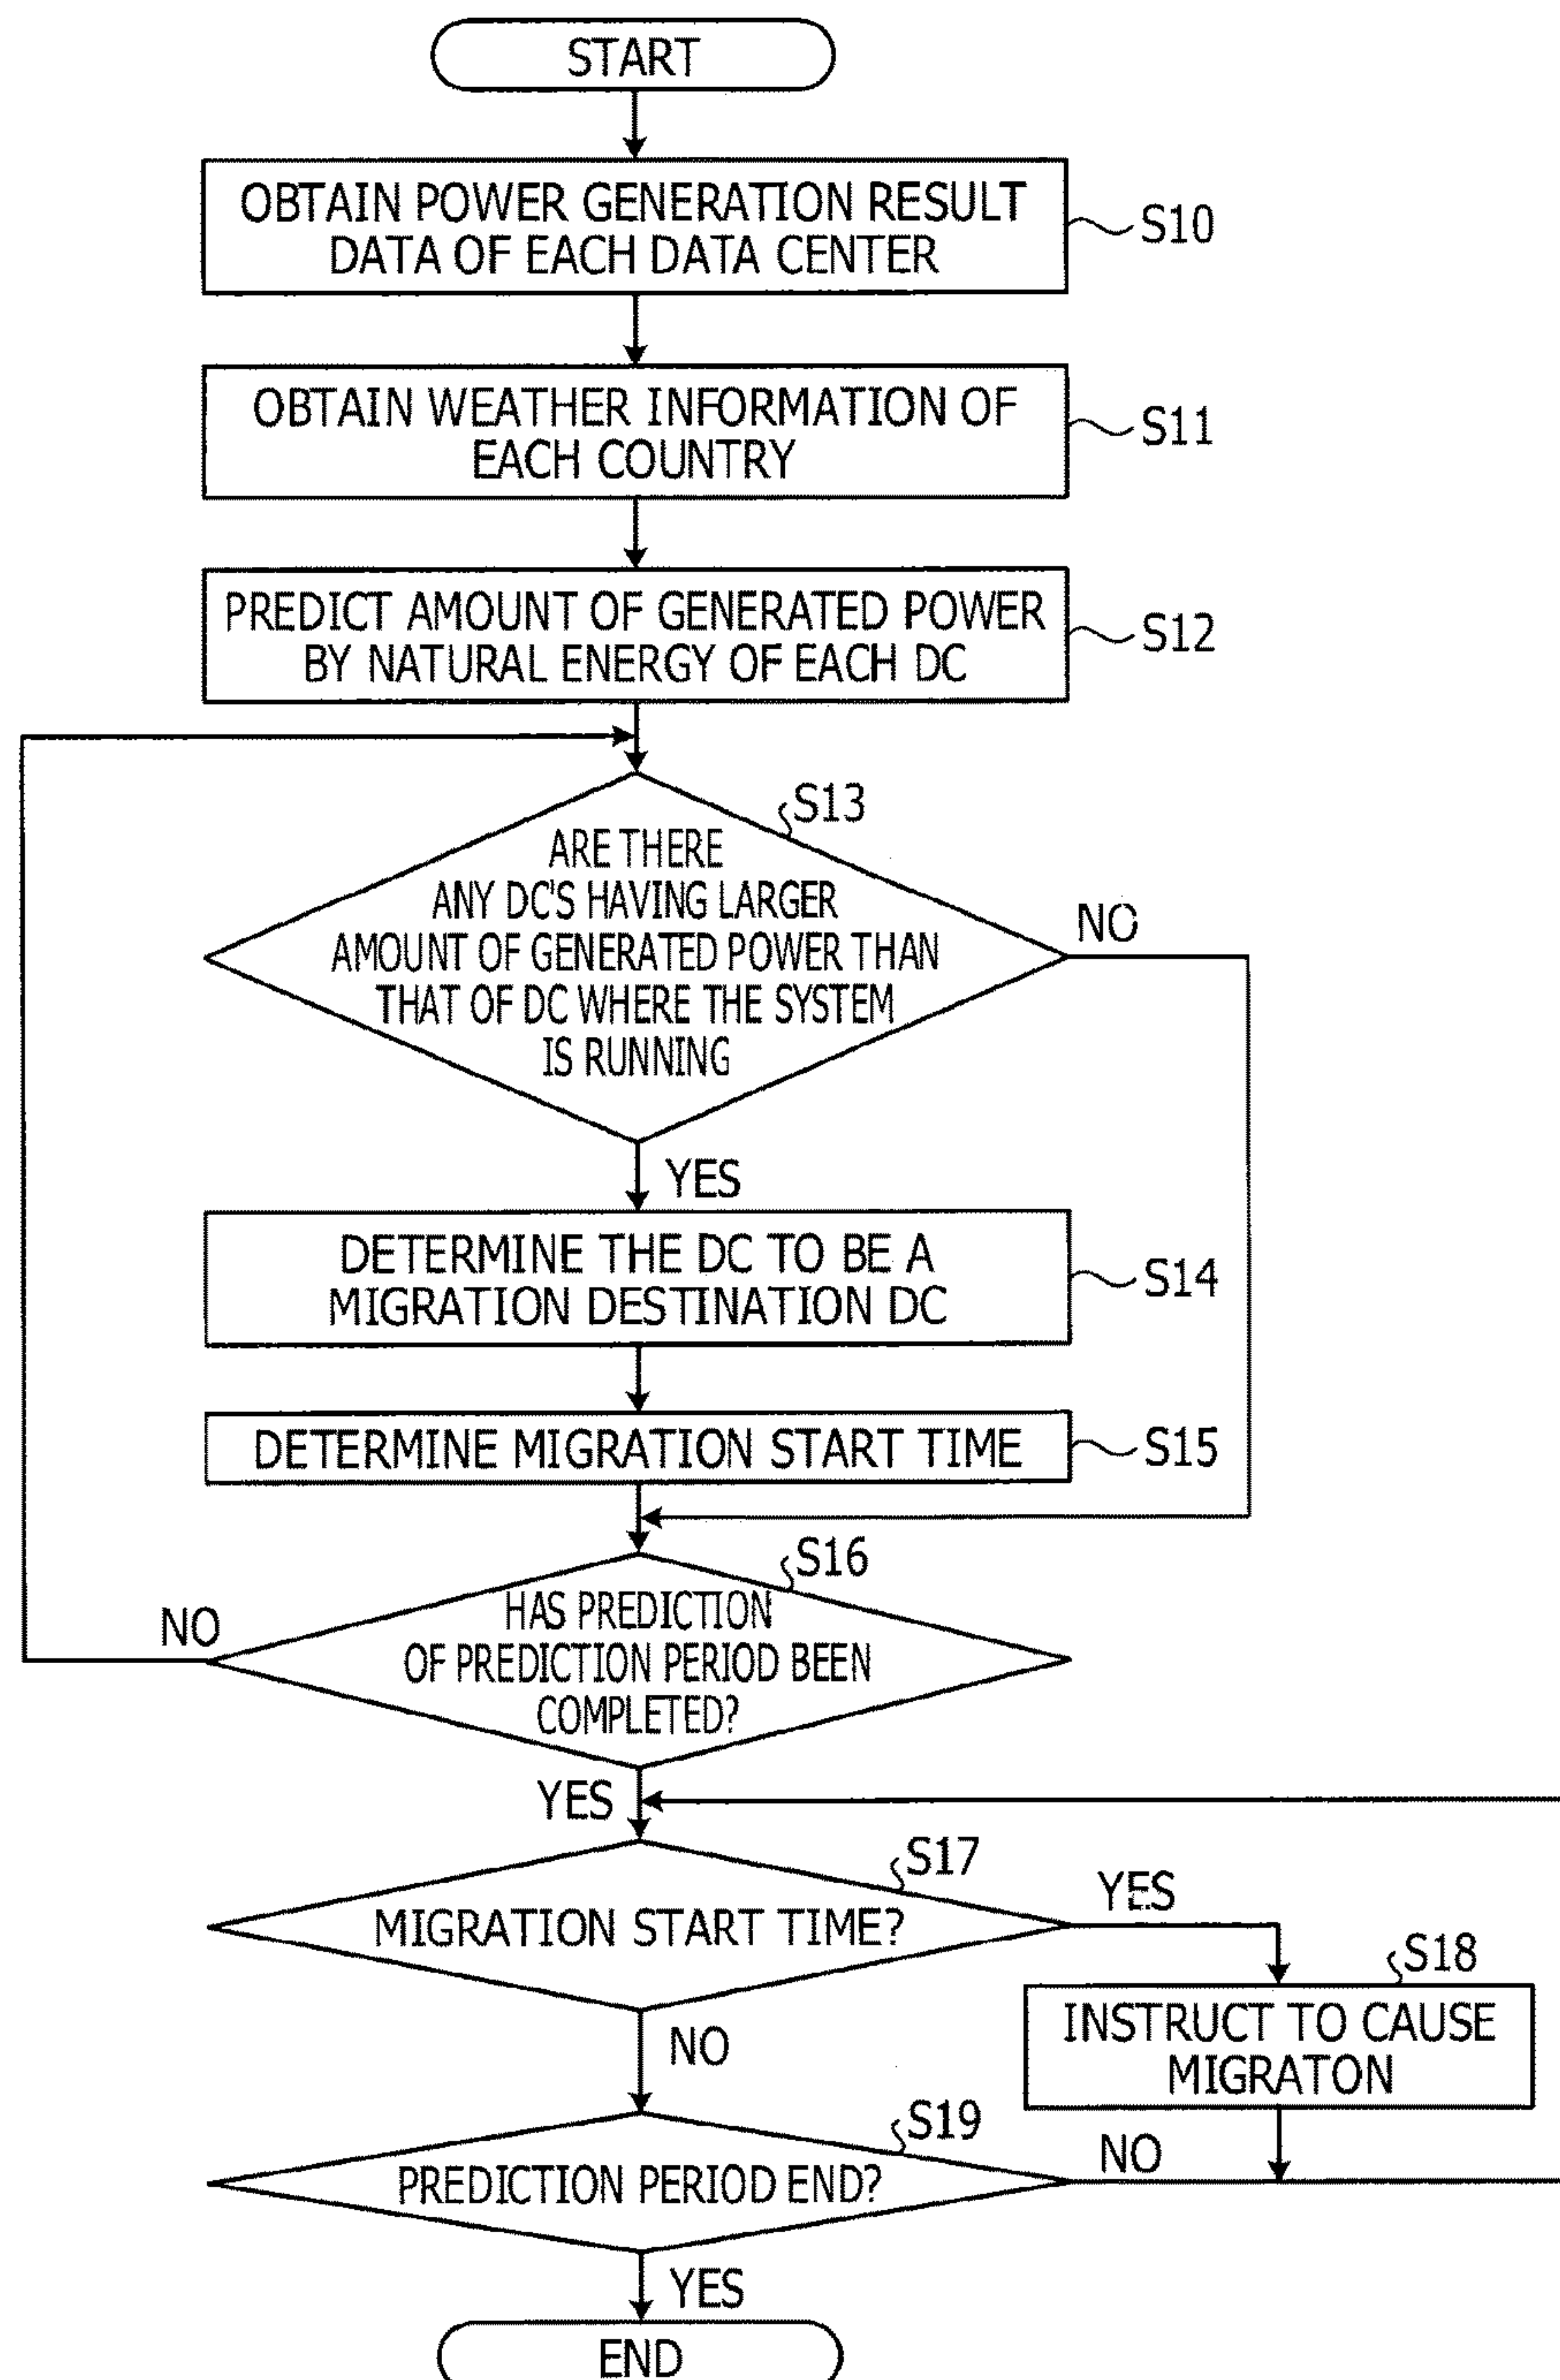 START
OBTAIN POWER GENERATION RESULT
DATA OF EACH DATA CENTER
S10
OBTAIN WEATHER INFORMATION OF
EACH COUNTRY
S11
PREDICT AMOUNT OF GENERATED POWER
BY NATURAL ENERGY OF EACH DC
S12
S13
ARE THERE
ANY DC'S HAVING LARGER
AMOUNT OF GENERATED POWER THAN
THAT OF DC WHERE THE SYSTEM
IS RUNNING
NO
YES
DETERMINE THE DC TO BE A
MIGRATION DESTINATION DC
S14
DETERMINE MIGRATION START TIME
S15
S16
HAS PREDICTION
OF PREDICTION PERIOD BEEN
COMPLETED?
NO
YES
S17
MIGRATION START TIME?
YES
S18
INSTRUCT TO CAUSE
MIGRATON
NO
S19
PREDICTION PERIOD END?
NO
YES
END